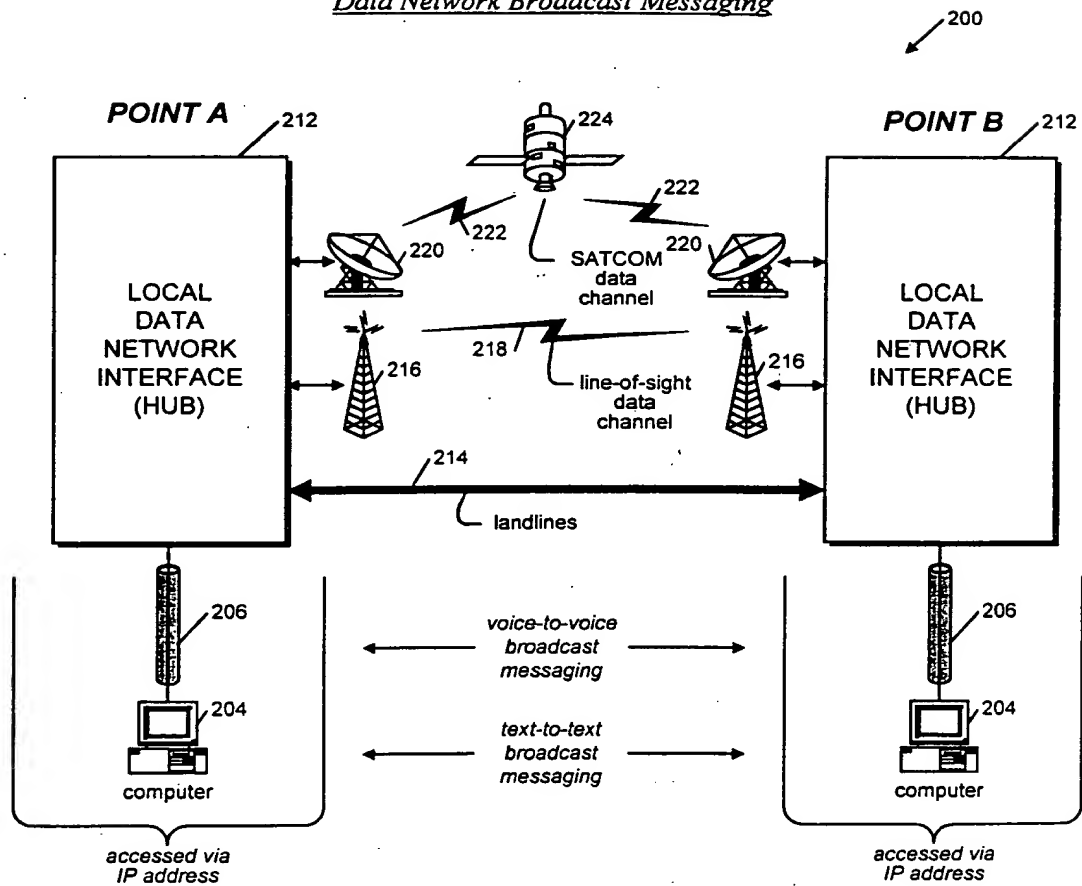 Data Network Broadcast Messaging
200
POINT A
212
224
POINT B
212
222
222
220
220
SATCOM
data
channel
LOCAL
DATA
NETWORK
INTERFACE
(HUB)
LOCAL
DATA
NETWORK
INTERFACE
(HUB)
218
216
216
line-of-sight
data
channel
214
landlines
206
206
voice-to-voice
broadcast
messaging
204
204
text-to-text
broadcast
messaging
computer
computer
accessed via
IP address
accessed via
IP address